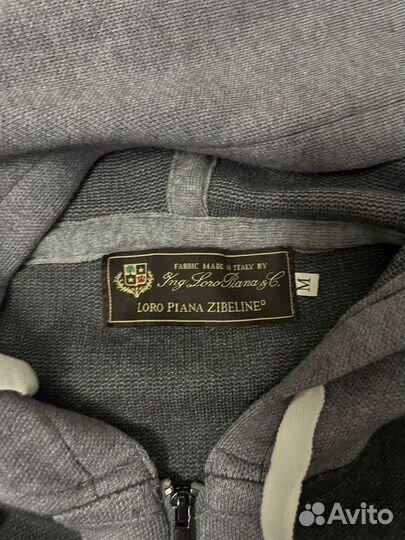 FABRIC MADE IN ITALY BY
Ing. Loro Piana & C.
LORO PIANA ZIBELINE®
M
Avito